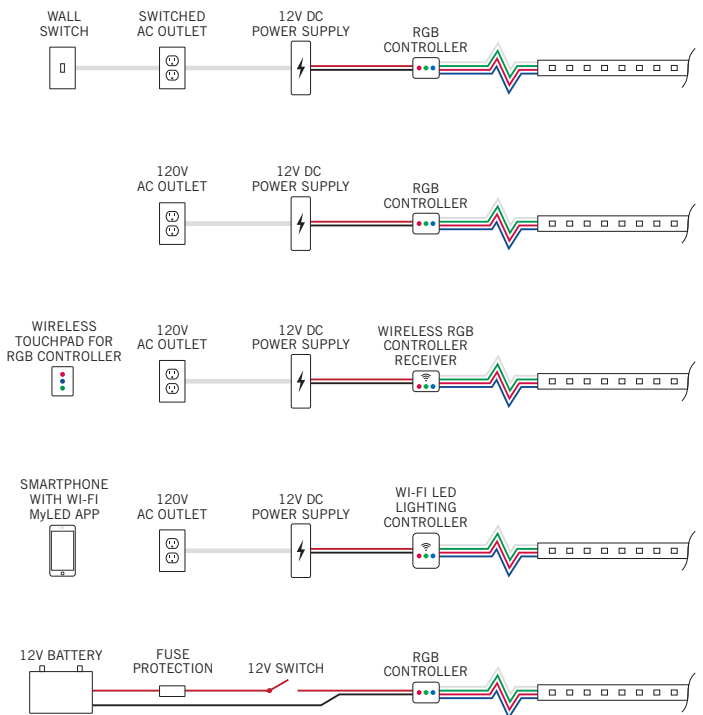 WALL
SWITCH
SWITCHED
AC OUTLET
12V DC
POWER SUPPLY
RGB
CONTROLLER
120V
AC OUTLET
12V DC
POWER SUPPLY
RGB
CONTROLLER
WIRELESS
TOUCHPAD FOR
RGB CONTROLLER
120V
AC OUTLET
12V DC
POWER SUPPLY
WIRELESS RGB
CONTROLLER
RECEIVER
SMARTPHONE
WITH WI-FI
MyLED APP
120V
AC OUTLET
12V DC
POWER SUPPLY
WI-FI LED
LIGHTING
CONTROLLER
12V BATTERY
FUSE
PROTECTION
12V SWITCH
RGB
CONTROLLER